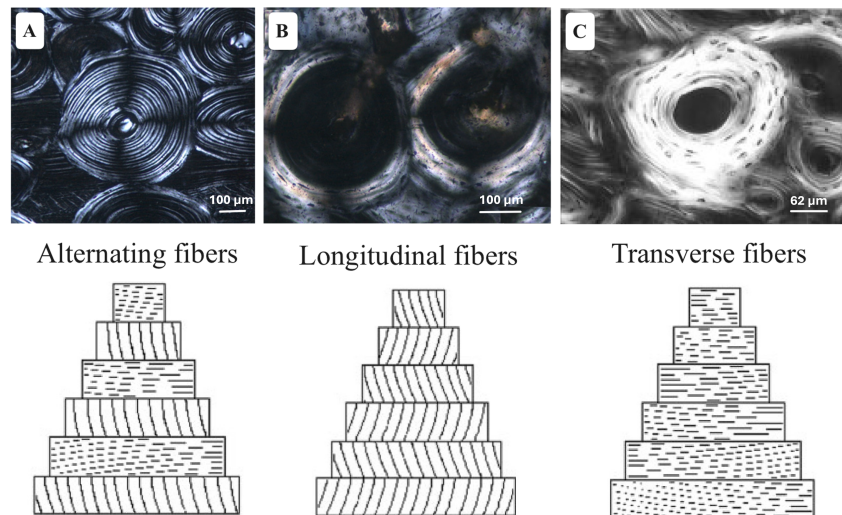 A
B
C
100 µm
100 µm
62 µm
Alternating fibers
Longitudinal fibers
Transverse fibers